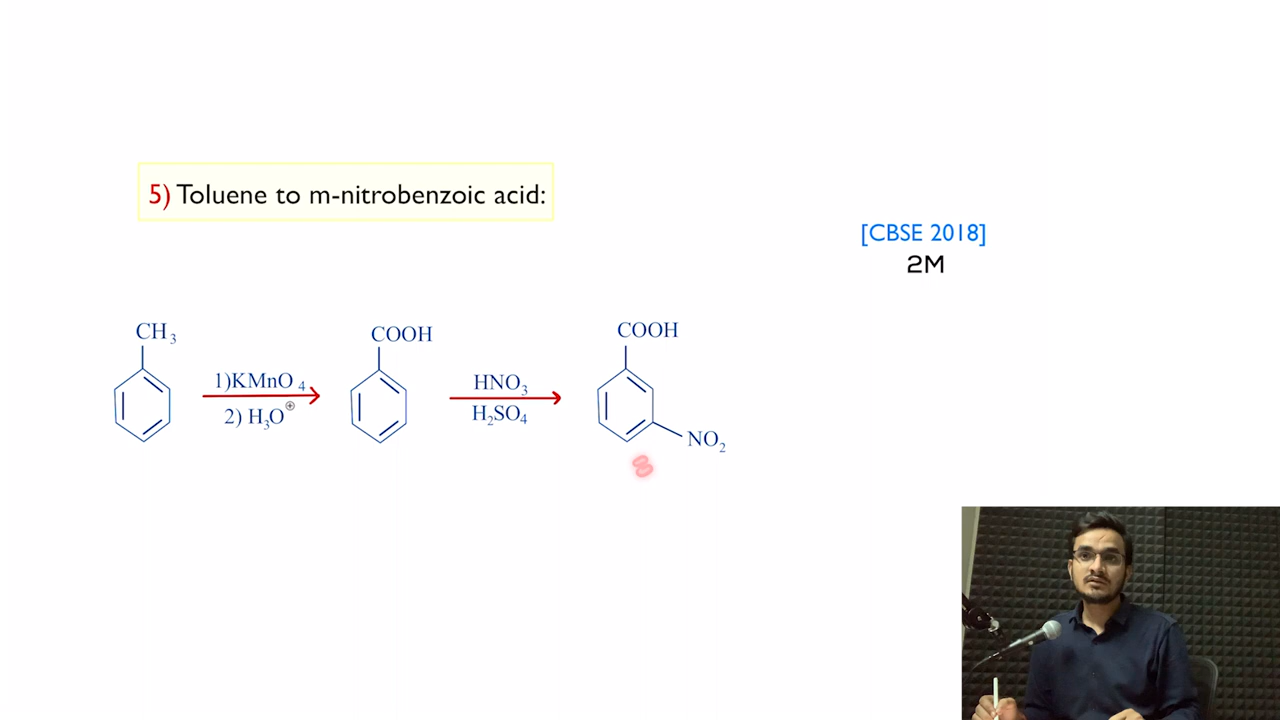 5) Toluene to m-nitrobenzoic acid:
[CBSE 2018]
2M
CH3
1)KMnO4
2) H3O⊕
COOH
HNO3
H2SO4
COOH
NO2